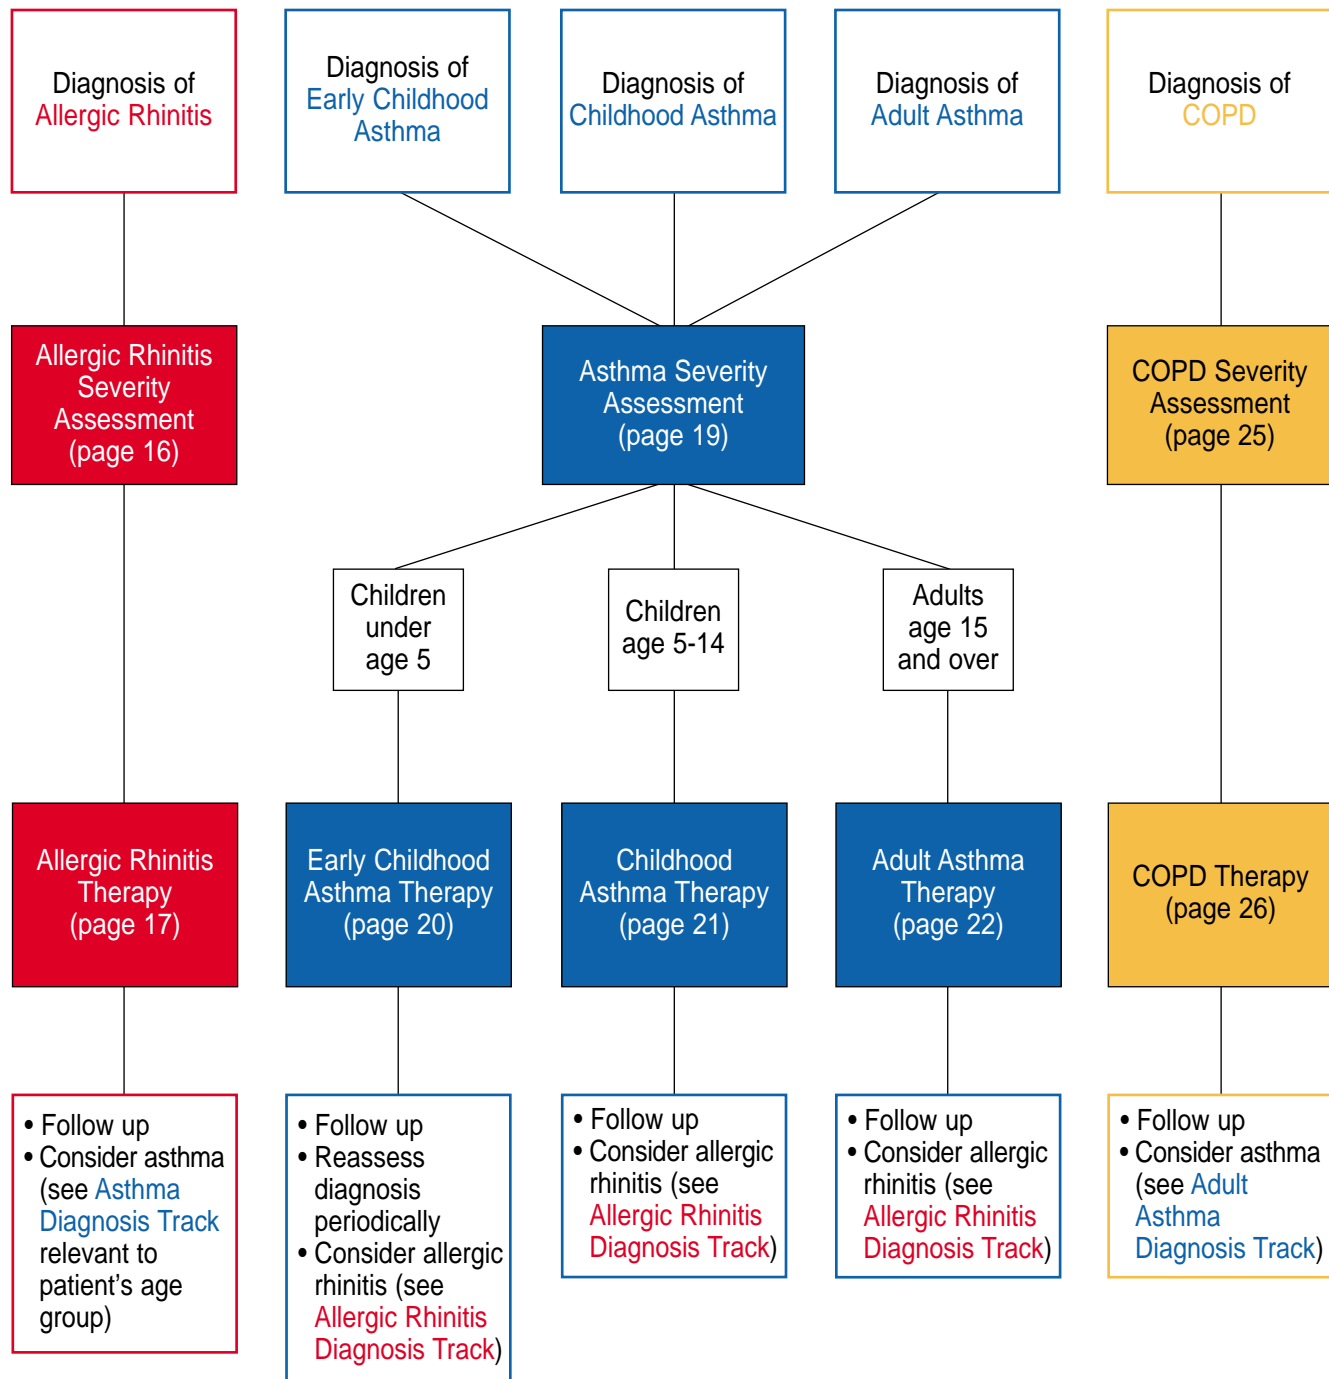 Diagnosis of
Allergic Rhinitis
Diagnosis of
Early Childhood
Asthma
Diagnosis of
Childhood Asthma
Diagnosis of
Adult Asthma
Diagnosis of
COPD
Allergic Rhinitis
Severity
Assessment
(page 16)
Asthma Severity
Assessment
(page 19)
COPD Severity
Assessment
(page 25)
Children
under
age 5
Children
age 5-14
Adults
age 15
and over
Allergic Rhinitis
Therapy
(page 17)
Early Childhood
Asthma Therapy
(page 20)
Childhood
Asthma Therapy
(page 21)
Adult Asthma
Therapy
(page 22)
COPD Therapy
(page 26)
• Follow up
• Consider asthma
(see Asthma
Diagnosis Track
relevant to
patient’s age
group)
• Follow up
• Reassess
diagnosis
periodically
• Consider allergic
rhinitis (see
Allergic Rhinitis
Diagnosis Track)
• Follow up
• Consider allergic
rhinitis (see
Allergic Rhinitis
Diagnosis Track)
• Follow up
• Consider allergic
rhinitis (see
Allergic Rhinitis
Diagnosis Track)
• Follow up
• Consider asthma
(see Adult
Asthma
Diagnosis Track)